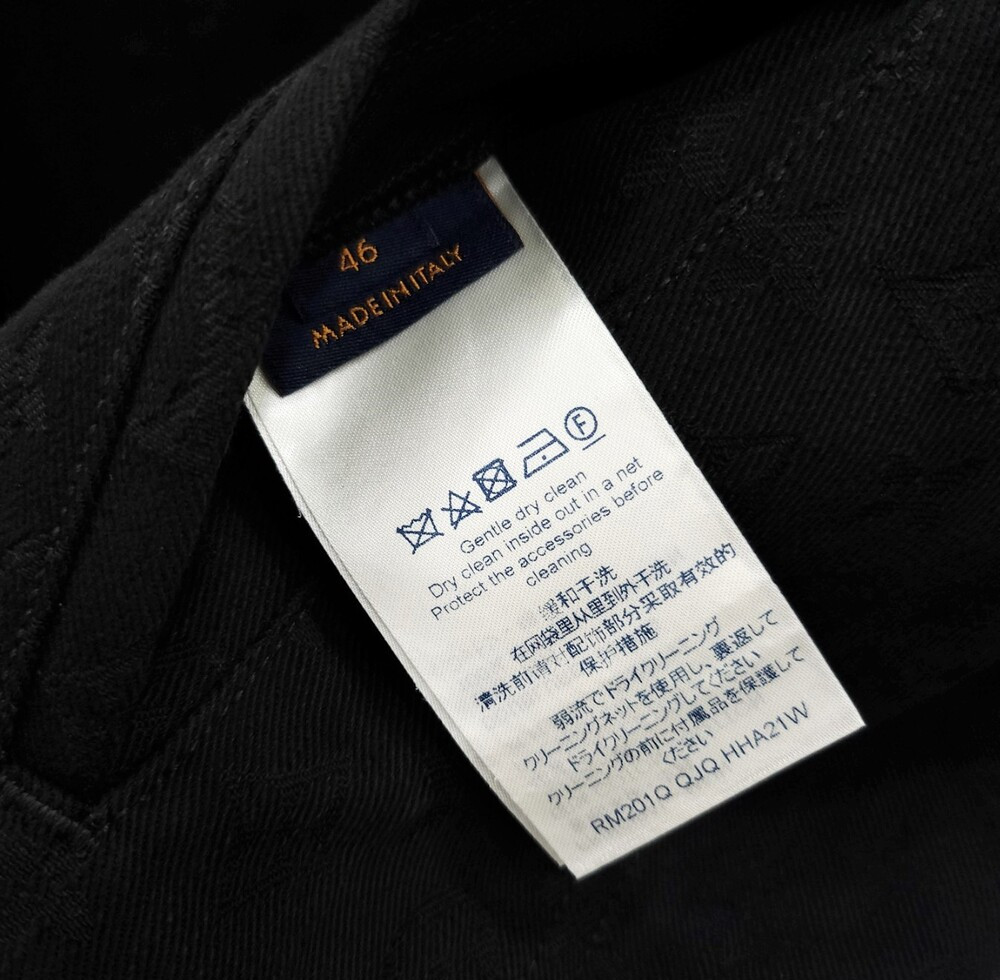 46
MADE IN ITALY
F
Gentle dry clean
Dry clean inside out in a net
Protect the accessories before
cleaning
缓和干洗
在网袋里从里到外干洗
清洗前请对配饰部分采取有效的
保护措施
弱流でドライクリーニング
クリーニングネットを使用し、裏返して
ドライクリーニングしてください
クリーニングの前に付属品を保護して
ください
RM201Q QJQ HHA21W